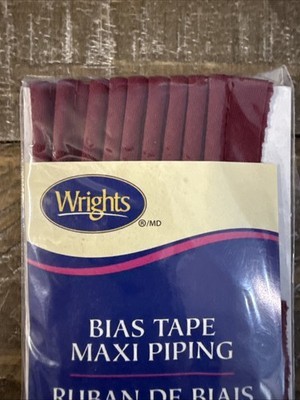 Wrights
®/MD
BIAS TAPE
MAXI PIPING
RUBAN DE BIAIS